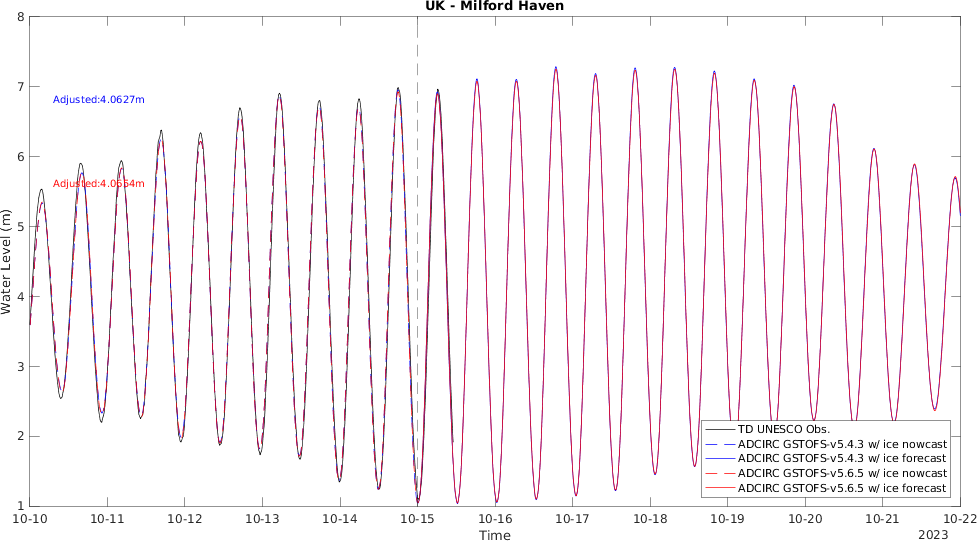 UK - Milford Haven
8
7
6
5
4
3
2
1
Water Level (m)
Adjusted:4.0627m
Adjusted:4.0554m
TD UNESCO Obs.
ADCIRC GSTOFS-v5.4.3 w/ ice nowcast
ADCIRC GSTOFS-v5.4.3 w/ ice forecast
ADCIRC GSTOFS-v5.6.5 w/ ice nowcast
ADCIRC GSTOFS-v5.6.5 w/ ice forecast
10-10 10-11 10-12 10-13 10-14 10-15 10-16 10-17 10-18 10-19 10-20 10-21 10-22
Time
2023